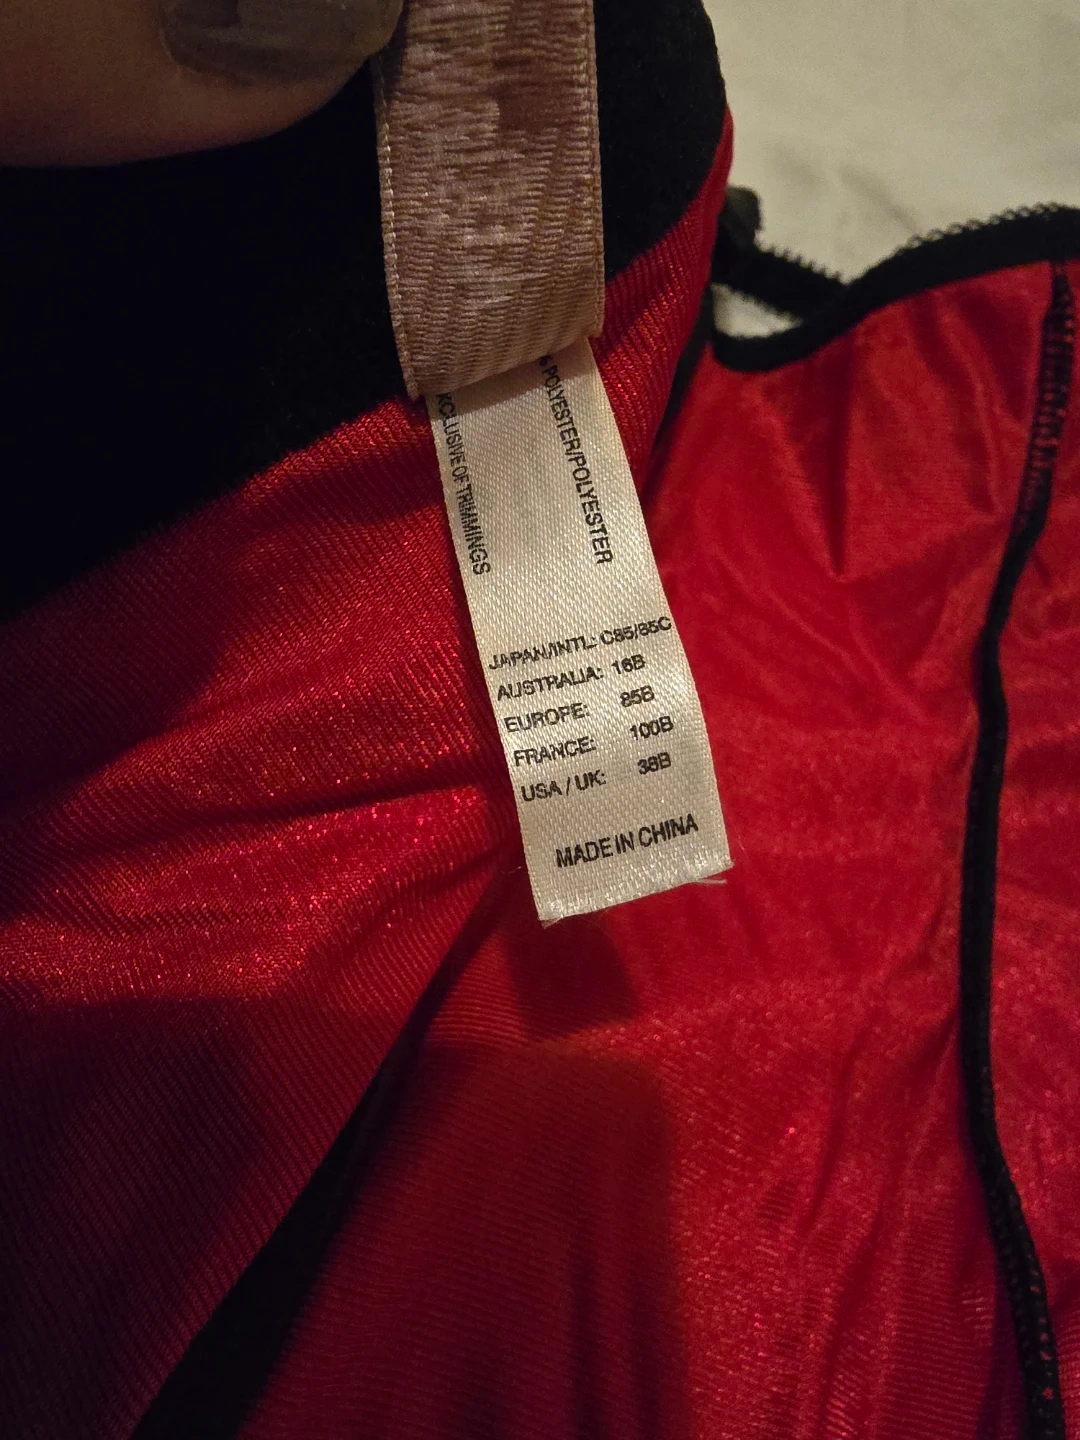 POLYESTER/POLYESTER
EXCLUSIVE OF TRIMMINGS
JAPAN/INTL: C85/85C
AUSTRALIA: 16B
EUROPE: 85B
FRANCE: 100B
USA / UK: 38B
MADE IN CHINA